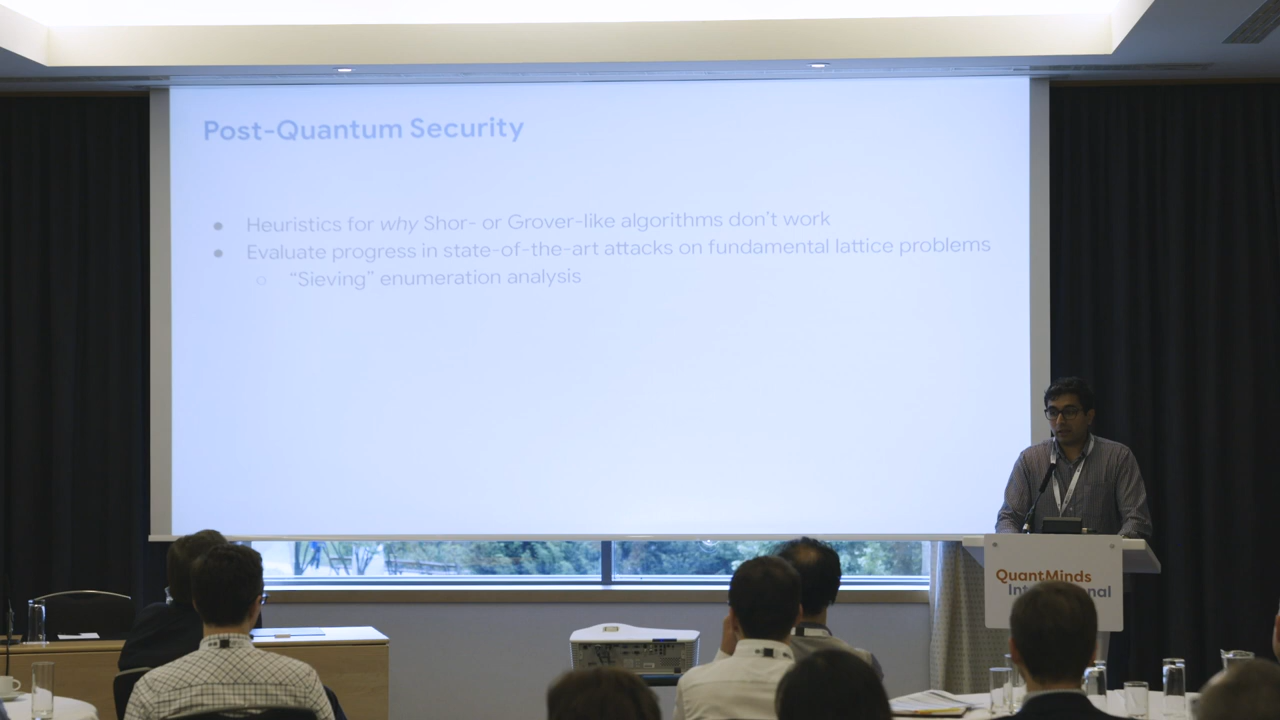 Post-Quantum Security
● Heuristics for why Shor- or Grover-like algorithms don't work
● Evaluate progress in state-of-the-art attacks on fundamental lattice problems
○ “Sieving” enumeration analysis
QuantMinds